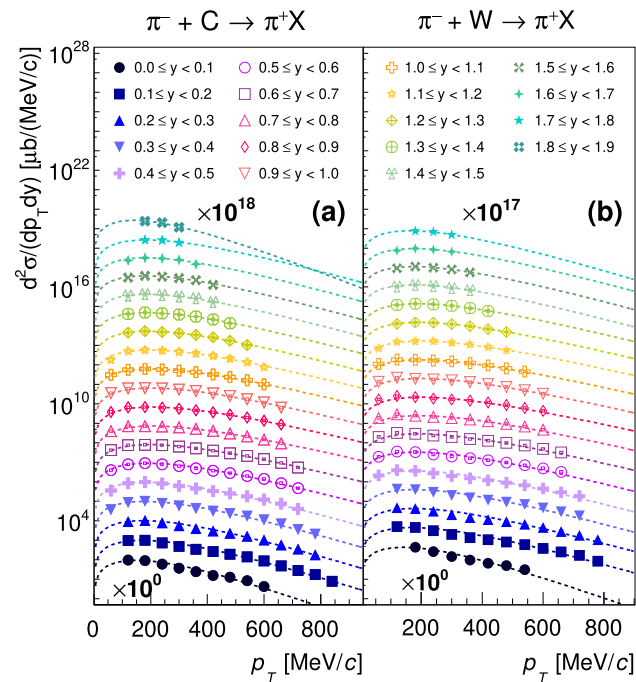 π⁻ + C → π⁺X
π⁻ + W → π⁺X
d²σ/(dp_T dy) [μb/(MeV/c)]
10²⁸
10²²
10¹⁶
10¹⁰
10⁴
0.0 ≤ y < 0.1
0.1 ≤ y < 0.2
0.2 ≤ y < 0.3
0.3 ≤ y < 0.4
0.4 ≤ y < 0.5
0.5 ≤ y < 0.6
0.6 ≤ y < 0.7
0.7 ≤ y < 0.8
0.8 ≤ y < 0.9
0.9 ≤ y < 1.0
×10¹⁸ (a)
×10⁰
1.0 ≤ y < 1.1
1.1 ≤ y < 1.2
1.2 ≤ y < 1.3
1.3 ≤ y < 1.4
1.4 ≤ y < 1.5
1.5 ≤ y < 1.6
1.6 ≤ y < 1.7
1.7 ≤ y < 1.8
1.8 ≤ y < 1.9
×10¹⁷ (b)
×10⁰
0 200 400 600 800
200 400 600 800
p_T [MeV/c]
p_T [MeV/c]